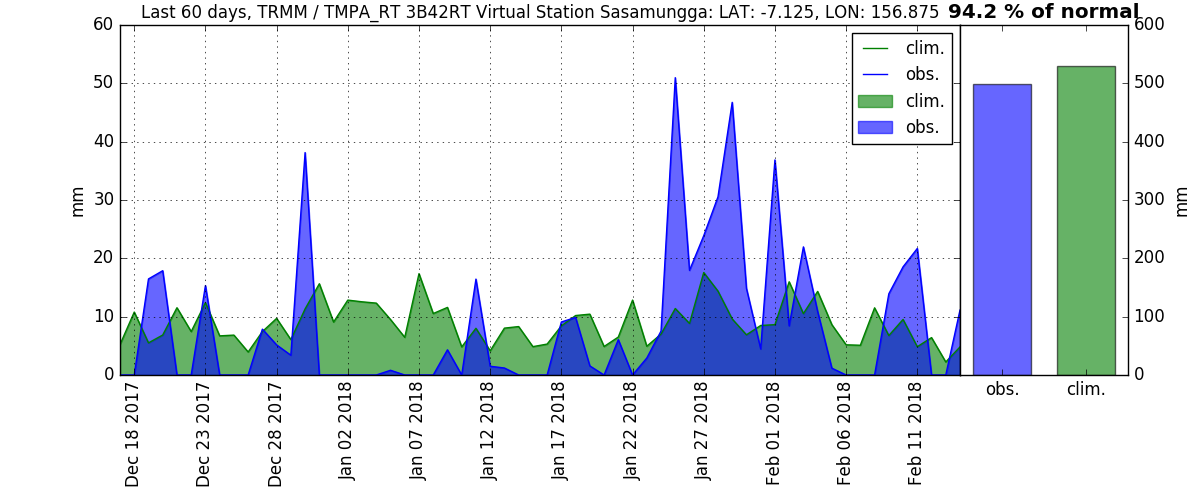 Last 60 days, TRMM / TMPA_RT 3B42RT Virtual Station Sasamungga: LAT: -7.125, LON: 156.875 94.2 % of normal
60
50
40
30
20
10
0
mm
clim.
obs.
clim.
obs.
600
500
400
300
200
100
0
mm
Dec 18 2017
Dec 23 2017
Dec 28 2017
Jan 02 2018
Jan 07 2018
Jan 12 2018
Jan 17 2018
Jan 22 2018
Jan 27 2018
Feb 01 2018
Feb 06 2018
Feb 11 2018
obs. clim.